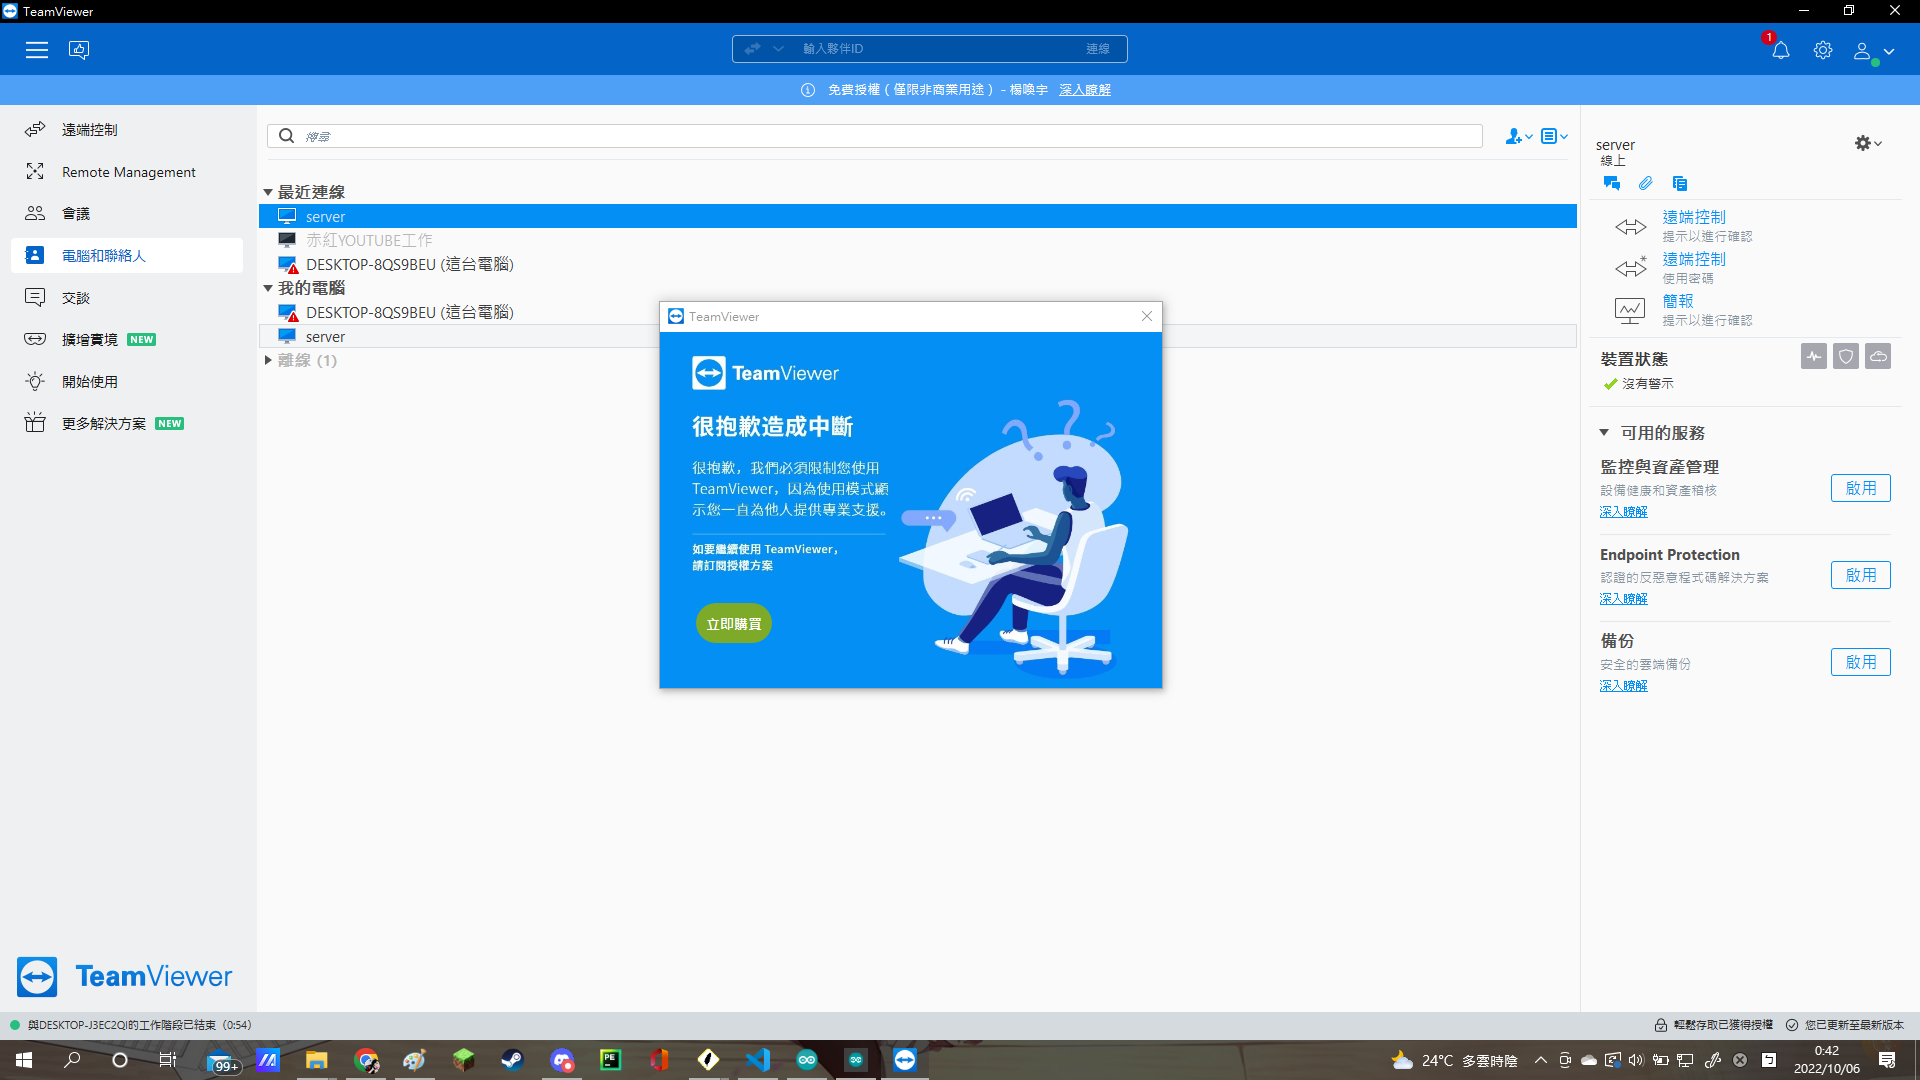 TeamViewer
輸入夥伴ID
連線
1
免費授權 ( 僅限非商業用途 ) - 楊喚宇 深入瞭解
遠端控制
Remote Management
會議
電腦和聯絡人
交談
擴增實境 NEW
開始使用
更多解決方案 NEW
TeamViewer
搜尋
最近連線
server
赤紅YOUTUBE工作
DESKTOP-8QS9BEU (這台電腦)
我的電腦
DESKTOP-8QS9BEU (這台電腦)
server
離線 (1)
TeamViewer
TeamViewer
很抱歉造成中斷
很抱歉，我們必須限制您使用
TeamViewer，因為使用模式顯
示您一直為他人提供專業支援。
如要繼續使用 TeamViewer，
請訂閱授權方案
立即購買
server
線上
遠端控制
提示以進行確認
遠端控制
使用密碼
簡報
提示以進行確認
裝置狀態
沒有警示
可用的服務
監控與資產管理
設備健康和資產稽核
深入瞭解
啟用
Endpoint Protection
認證的反惡意程式碼解決方案
深入瞭解
啟用
備份
安全的雲端備份
深入瞭解
啟用
與DESKTOP-J3EC2QI的工作階段已結束 (0:54)
輕鬆存取已獲得授權
您已更新至最新版本
99+
PE
24°C 多雲時陰
ㄅ
0:42
2022/10/06